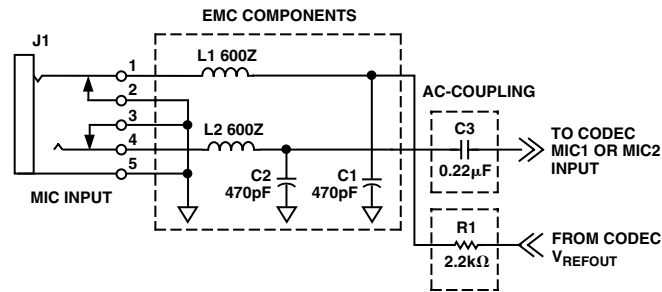 EMC COMPONENTS
J1
1
L1 600Z
2
AC-COUPLING
3
C3
4
L2 600Z
TO CODEC
MIC1 OR MIC2
INPUT
0.22μF
5
C2
470pF
C1
470pF
MIC INPUT
R1
2.2kΩ
FROM CODEC
VREFOUT